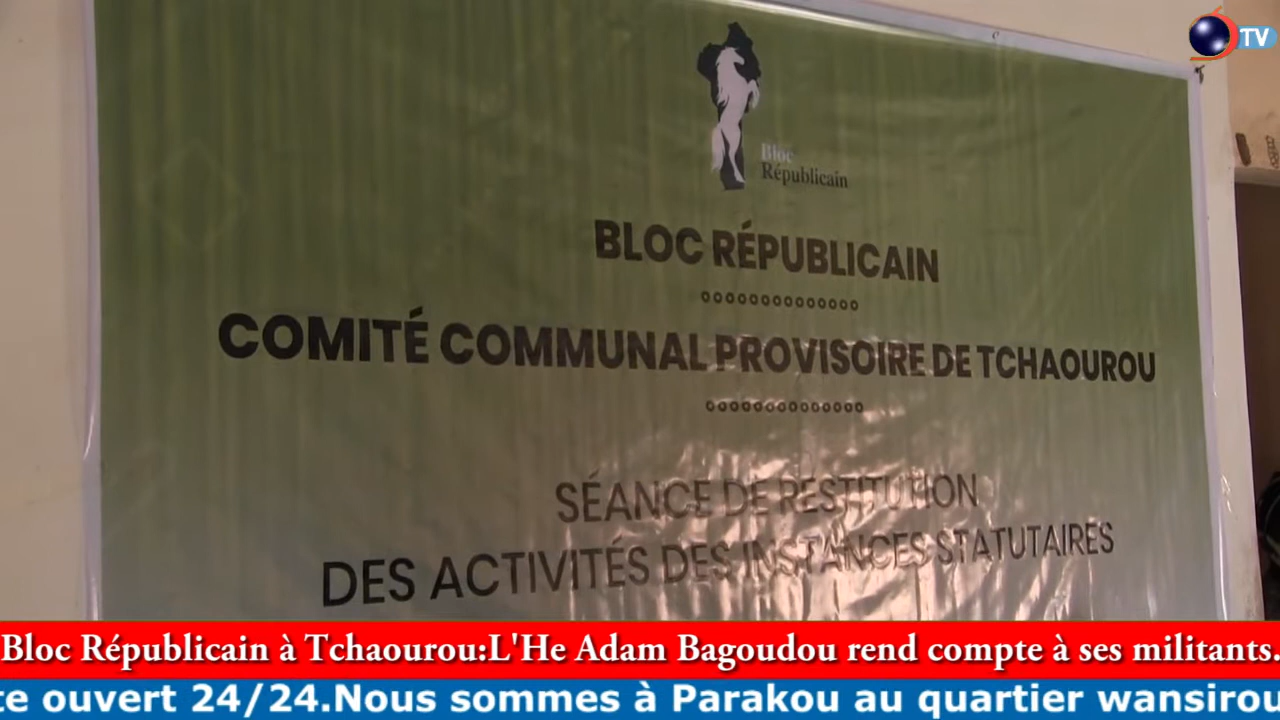 TV
Bloc
Républicain
BLOC RÉPUBLICAIN
COMITÉ COMMUNAL PROVISOIRE DE TCHAOUROU
SÉANCE DE RESTITUTION
DES ACTIVITÉS DES INSTANCES STATUTAIRES
Bloc Républicain à Tchaourou:L'He Adam Bagoudou rend compte à ses militants.
te ouvert 24/24.Nous sommes à Parakou au quartier wansirou